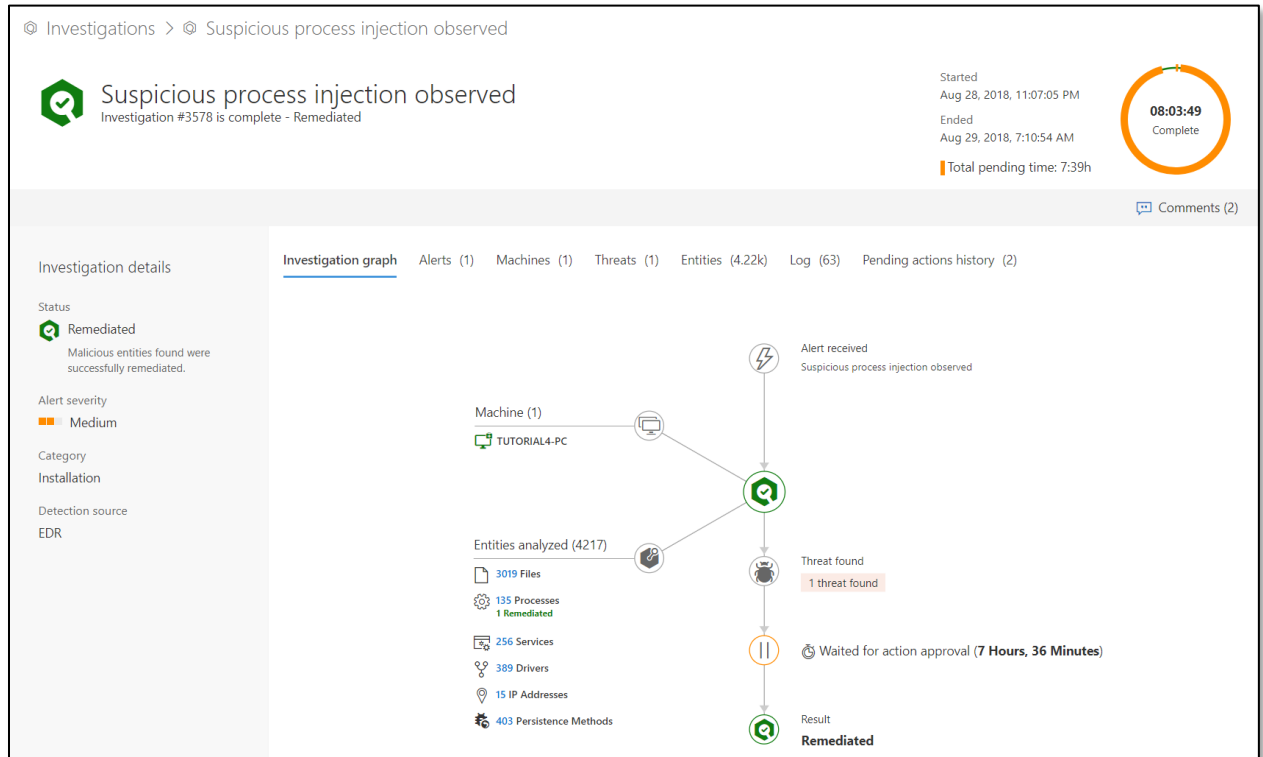 Investigations > Suspicious process injection observed
Suspicious process injection observed
Investigation #3578 is complete - Remediated
Started
Aug 28, 2018, 11:07:05 PM
Ended
Aug 29, 2018, 7:10:54 AM
Total pending time: 7:39h
08:03:49
Complete
Comments (2)
Investigation details
Status
Remediated
Malicious entities found were
successfully remediated.
Alert severity
Medium
Category
Installation
Detection source
EDR
Investigation graph Alerts (1) Machines (1) Threats (1) Entities (4.22k) Log (63) Pending actions history (2)
Alert received
Suspicious process injection observed
Machine (1)
TUTORIAL4-PC
Entities analyzed (4217)
3019 Files
135 Processes
1 Remediated
256 Services
389 Drivers
15 IP Addresses
403 Persistence Methods
Threat found
1 threat found
Waited for action approval (7 Hours, 36 Minutes)
Result
Remediated